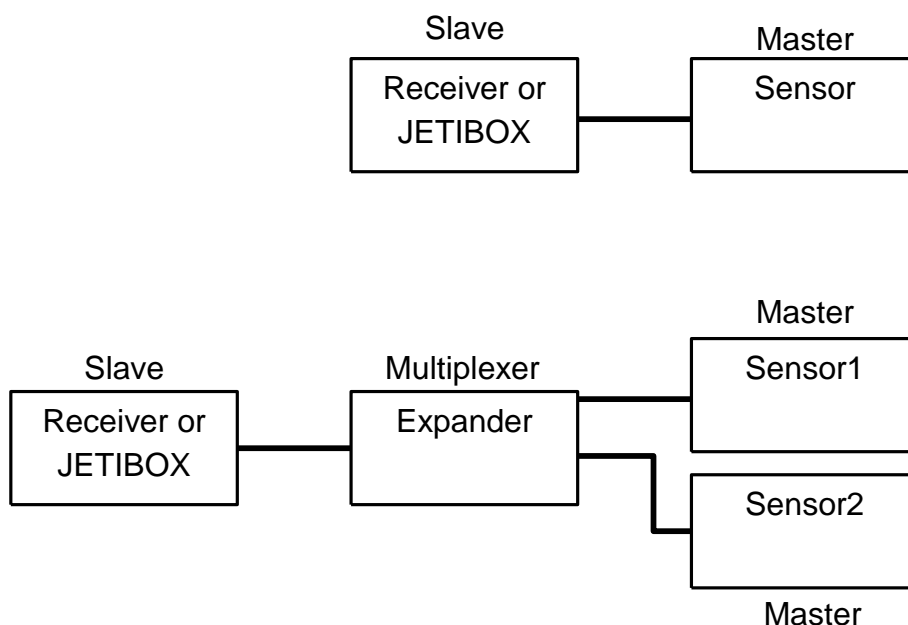 Slave
Master
Receiver or
JETIBOX
Sensor
Master
Slave
Multiplexer
Sensor1
Receiver or
JETIBOX
Expander
Sensor2
Master